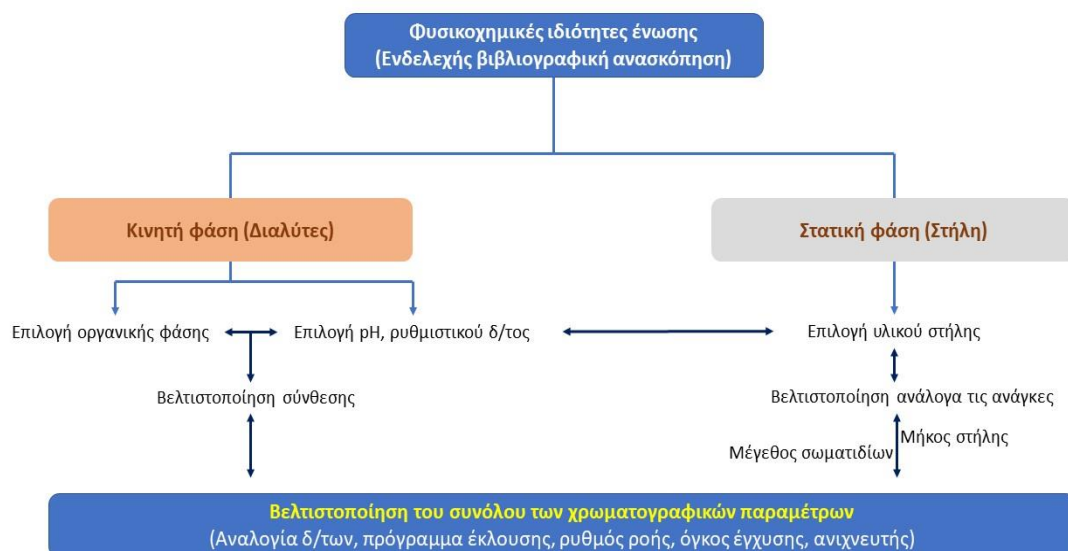 Φυσικοχημικές ιδιότητες ένωσης
(Ενδελεχής βιβλιογραφική ανασκόπηση)
Κινητή φάση (Διαλύτες)
Στατική φάση (Στήλη)
Επιλογή οργανικής φάσης
Επιλογή pH, ρυθμιστικού δ/τος
Επιλογή υλικού στήλης
Βελτιστοποίηση σύνθεσης
Βελτιστοποίηση ανάλογα τις ανάγκες
Μήκος στήλης
Μέγεθος σωματιδίων
Βελτιστοποίηση του συνόλου των χρωματογραφικών παραμέτρων
(Αναλογία δ/των, πρόγραμμα έκλουσης, ρυθμός ροής, όγκος έγχυσης, ανιχνευτής)